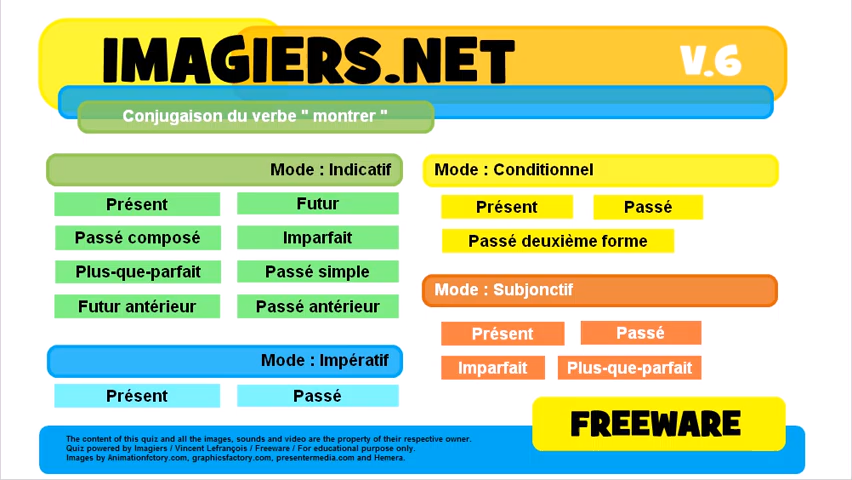 IMAGIERS.NET
V.6
Conjugaison du verbe " montrer "
Mode : Indicatif
Présent
Futur
Passé composé
Imparfait
Plus-que-parfait
Passé simple
Futur antérieur
Passé antérieur
Mode : Impératif
Présent
Passé
Mode : Conditionnel
Présent
Passé
Passé deuxième forme
Mode : Subjonctif
Présent
Passé
Imparfait
Plus-que-parfait
FREEWARE
The content of this quiz and all the images, sounds and video are the property of their respective owner.
Quiz powered by Imagiers / Vincent Lefrançois / Freeware / For educational purpose only.
Images by Animationfctory.com, graphicsfactory.com, presentermedia.com and Hemera.